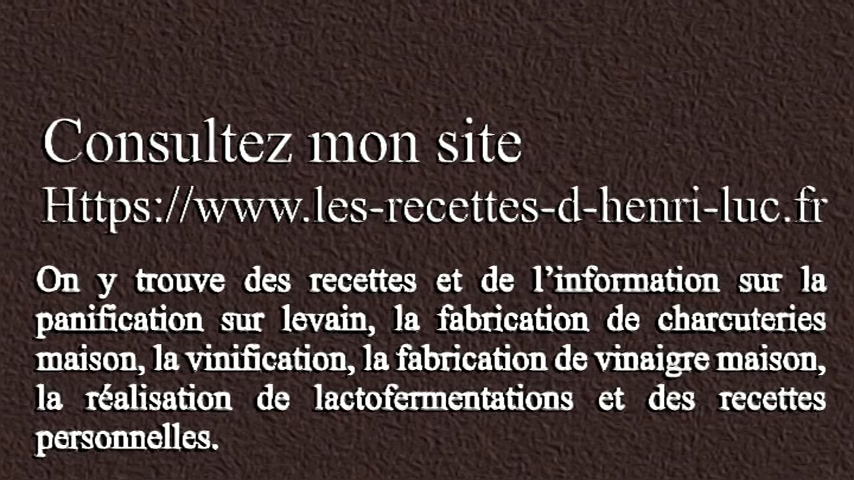 Consultez mon site
Https://www.les-recettes-d-henri-luc.fr
On y trouve des recettes et de l’information sur la
panification sur levain, la fabrication de charcuteries
maison, la vinification, la fabrication de vinaigre maison,
la réalisation de lactofermentations et des recettes
personnelles.